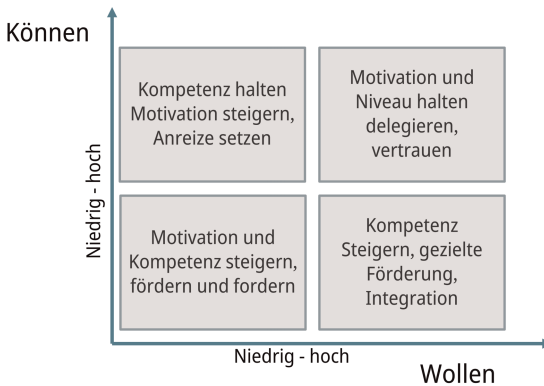 Können
Kompetenz halten
Motivation steigern,
Anreize setzen
Motivation und
Niveau halten
delegieren,
vertrauen
Niedrig - hoch
Motivation und
Kompetenz steigern,
fördern und fordern
Kompetenz
Steigern, gezielte
Förderung,
Integration
Niedrig - hoch
Wollen